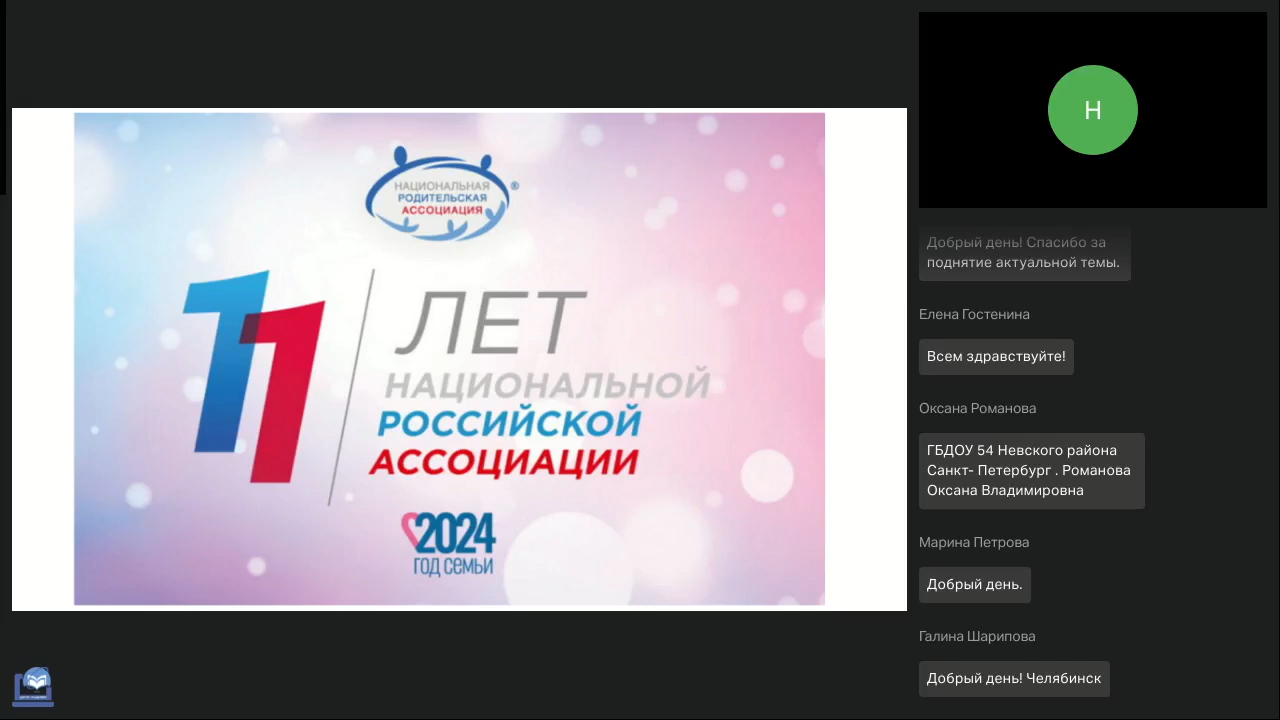 НАЦИОНАЛЬНАЯ
РОДИТЕЛЬСКАЯ
АССОЦИАЦИЯ
®
11
ЛЕТ
НАЦИОНАЛЬНОЙ
РОССИЙСКОЙ
АССОЦИАЦИИ
2024
ГОД СЕМЬИ
Н
Добрый день! Спасибо за
поднятие актуальной темы.
Елена Гостенина
Всем здравствуйте!
Оксана Романова
ГБДОУ 54 Невского района
Санкт- Петербург . Романова
Оксана Владимировна
Марина Петрова
Добрый день.
Галина Шарипова
Добрый день! Челябинск